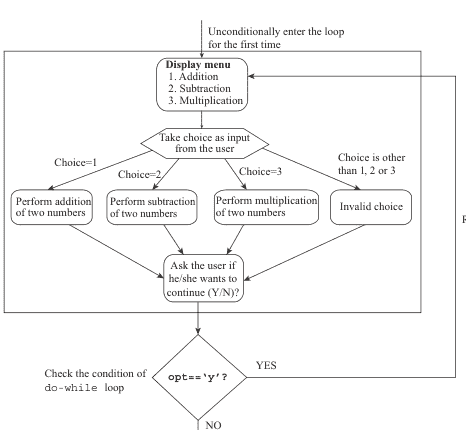 Unconditionally enter the loop
for the first time
Display menu
1. Addition
2. Subtraction
3. Multiplication
Take choice as input
from the user
Choice=1
Choice=2
Choice=3
Choice is other
than 1, 2 or 3
Perform addition
of two numbers
Perform subtraction
of two numbers
Perform multiplication
of two numbers
Invalid choice
Ask the user if
he/she wants to
continue (Y/N)?
Check the condition of
do-while loop
opt==‘y’?
YES
NO